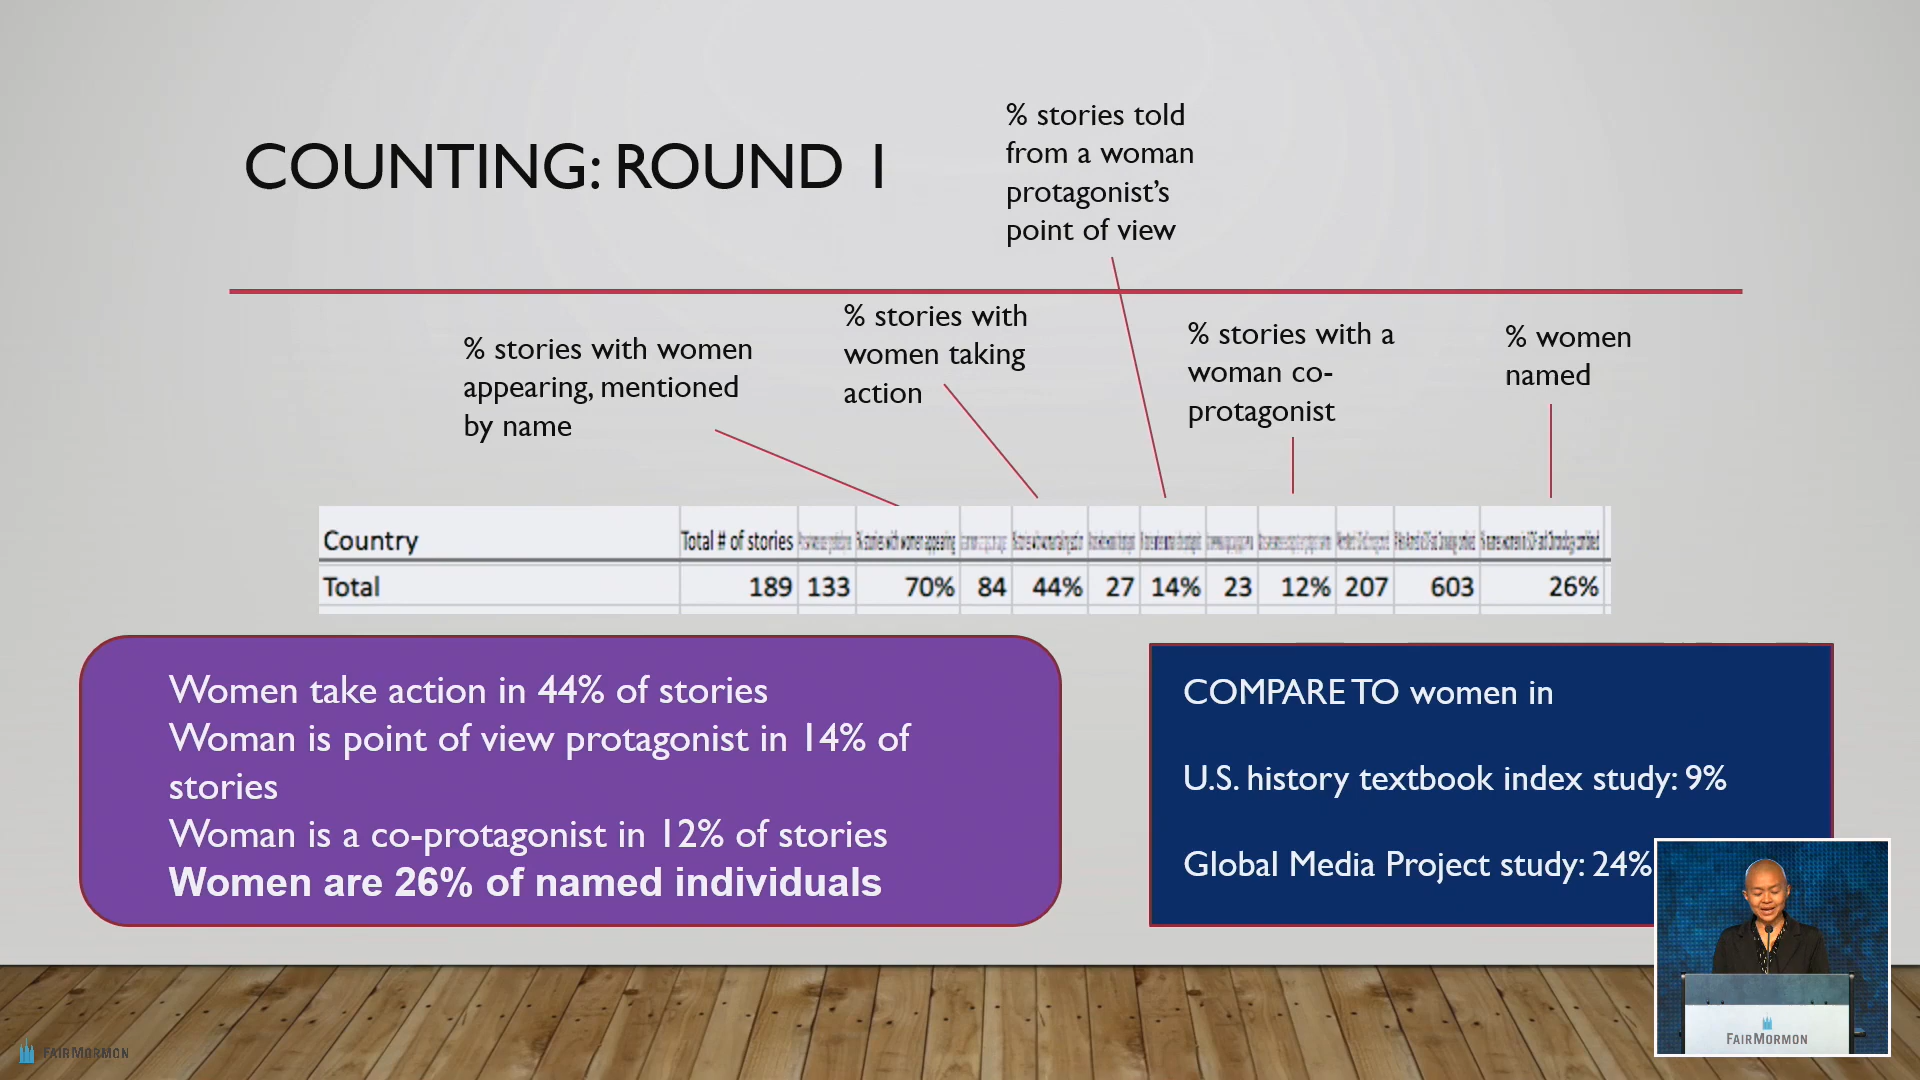 COUNTING: ROUND 1
% stories told
from a woman
protagonist’s
point of view
% stories with women
appearing, mentioned
by name
% stories with
women taking
action
% stories with a
woman co-
protagonist
% women
named
Country Total # of stories % stories with women appearing
Total 189 133 70% 84 44% 27 14% 23 12% 207 603 26%
Women take action in 44% of stories
Woman is point of view protagonist in 14% of
stories
Woman is a co-protagonist in 12% of stories
Women are 26% of named individuals
COMPARE TO women in
U.S. history textbook index study: 9%
Global Media Project study: 24%
FAIRMORMON
FAIRMORMON